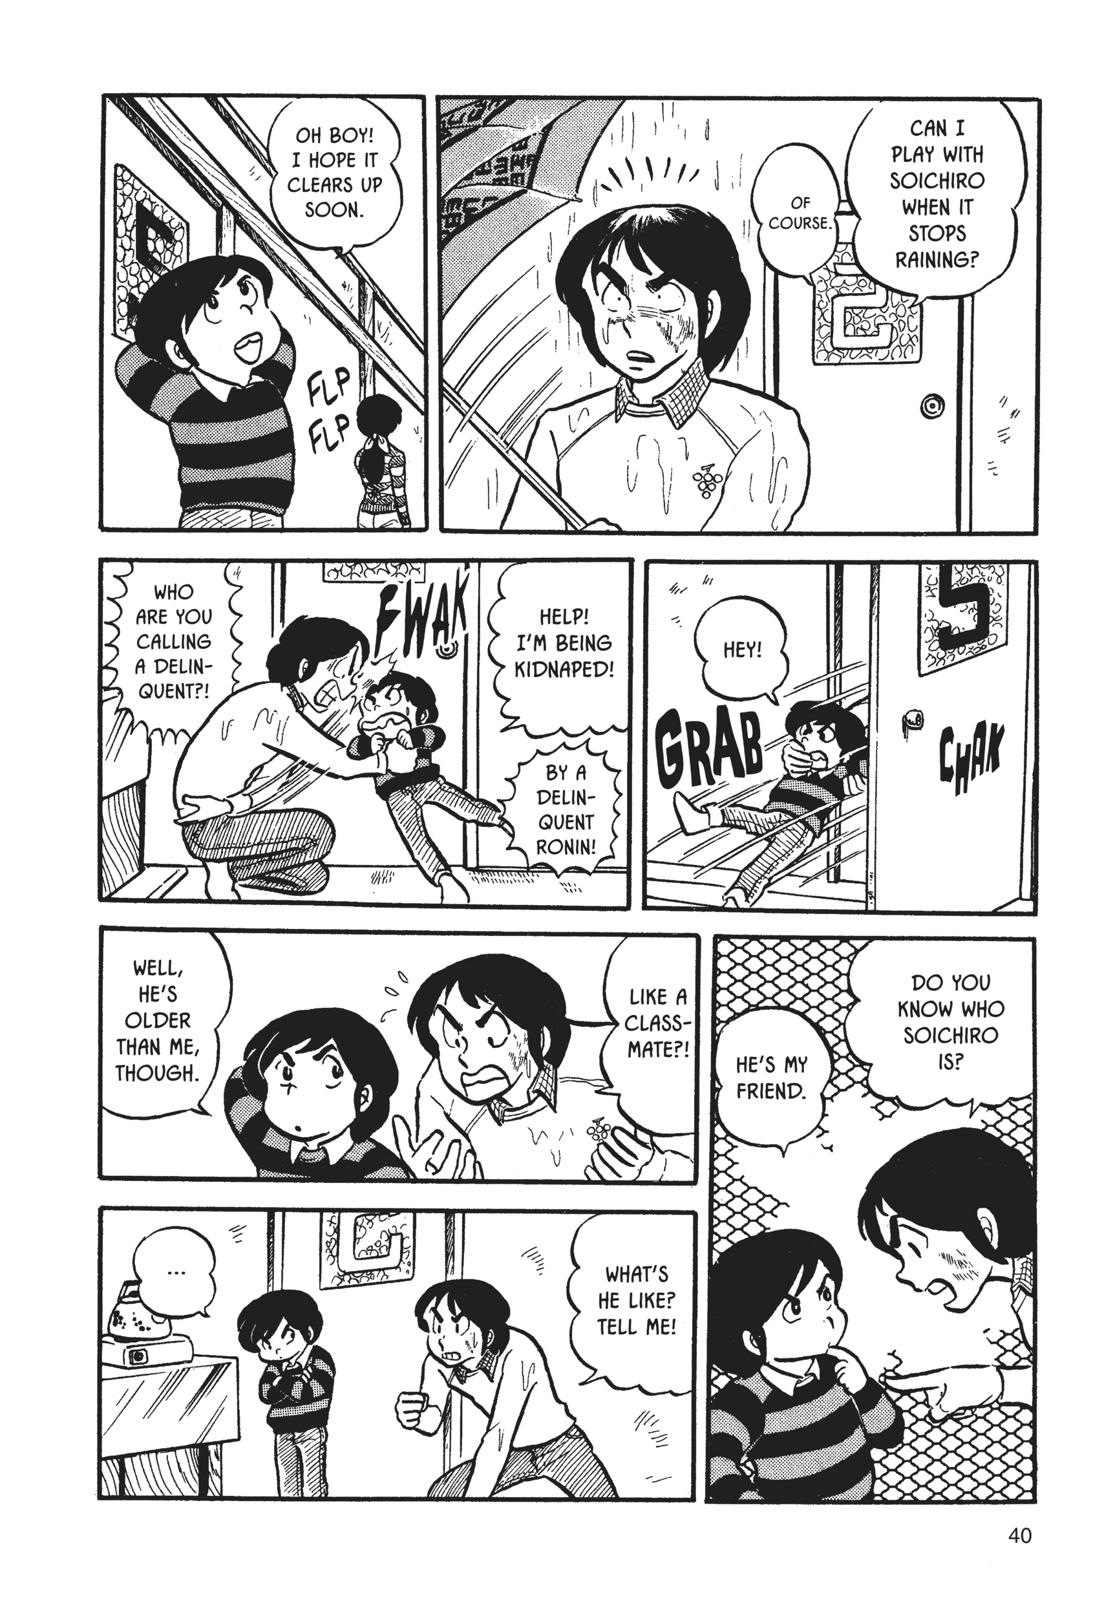 CAN I
PLAY WITH
SOICHIRO
WHEN IT
STOPS
RAINING?
OF
COURSE.
OH BOY!
I HOPE IT
CLEARS UP
SOON.
FLP
FLP
HEY!
GRAB
CWAK
HELP!
I'M BEING
KIDNAPED!
BY A
DELIN-
QUENT
RONIN!
FWAK
WHO
ARE YOU
CALLING
A DELIN-
QUENT?!
DO YOU
KNOW WHO
SOICHIRO
IS?
HE'S MY
FRIEND.
LIKE A
CLASS-
MATE?!
WELL,
HE'S
OLDER
THAN ME,
THOUGH.
WHAT'S
HE LIKE?
TELL ME!
...
40